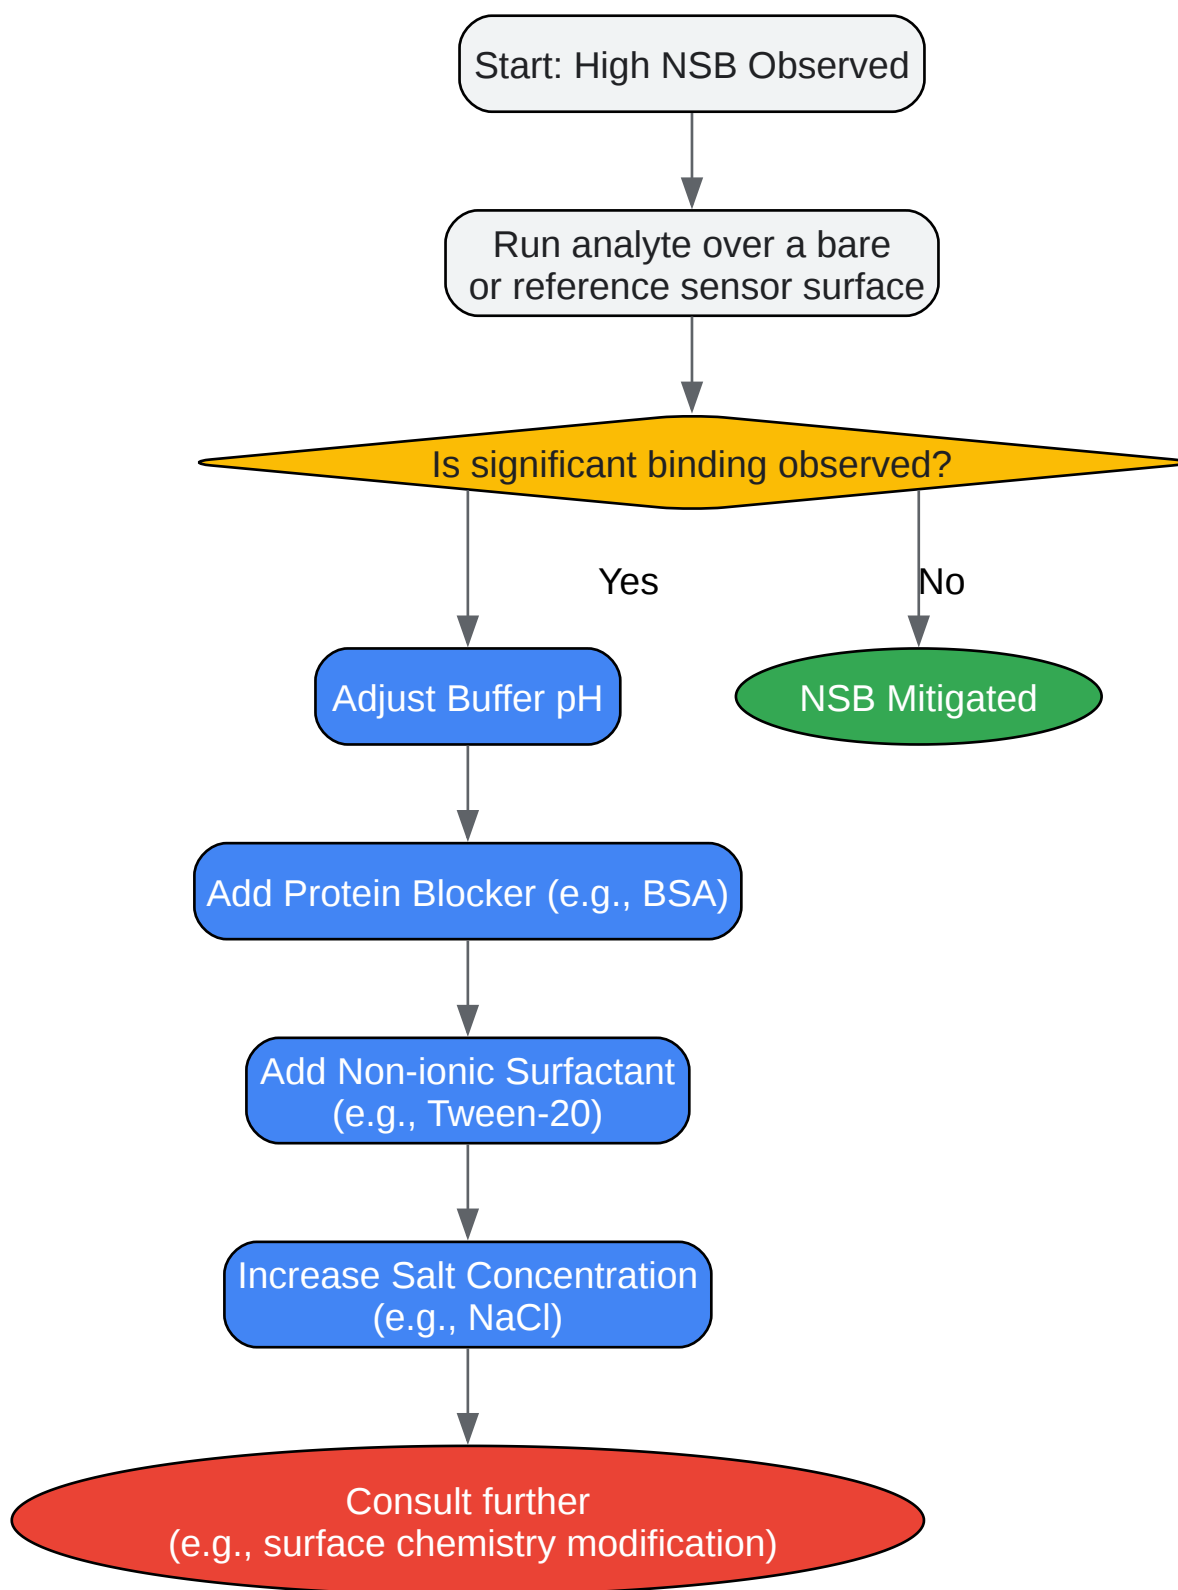 Start: High NSB Observed
Run analyte over a bare
or reference sensor surface
Is significant binding observed?
Yes
No
Adjust Buffer pH
NSB Mitigated
Add Protein Blocker (e.g., BSA)
Add Non-ionic Surfactant
(e.g., Tween-20)
Increase Salt Concentration
(e.g., NaCl)
Consult further
(e.g., surface chemistry modification)